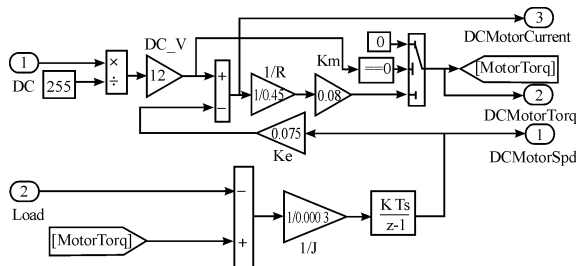 3
DC_V
DCMotorCurrent
0
1
×
1/R
Km
÷
12
+
==0
[MotorTorq]
DC
255
−
1/0.45
0.08
2
DCMotorTorq
0.075
1
Ke
DCMotorSpd
2
−
K Ts
Load
1/0.000 3
z-1
[MotorTorq]
+
1/J